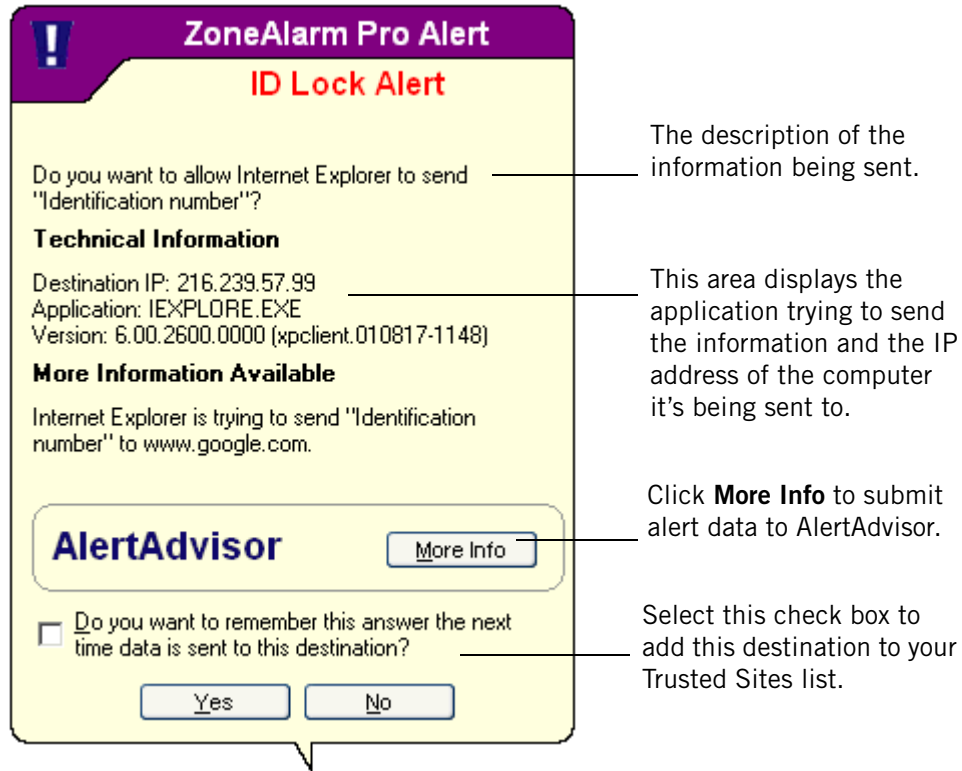 ZoneAlarm Pro Alert
ID Lock Alert
Do you want to allow Internet Explorer to send
"Identification number"?
The description of the
information being sent.
Technical Information
Destination IP: 216.239.57.99
Application: IEXPLORE.EXE
Version: 6.00.2600.0000 (xpclient.010817-1148)
This area displays the
application trying to send
the information and the IP
address of the computer
it's being sent to.
More Information Available
Internet Explorer is trying to send "Identification
number" to www.google.com.
AlertAdvisor
More Info
Click More Info to submit
alert data to AlertAdvisor.
Do you want to remember this answer the next
time data is sent to this destination?
Select this check box to
add this destination to your
Trusted Sites list.
Yes
No